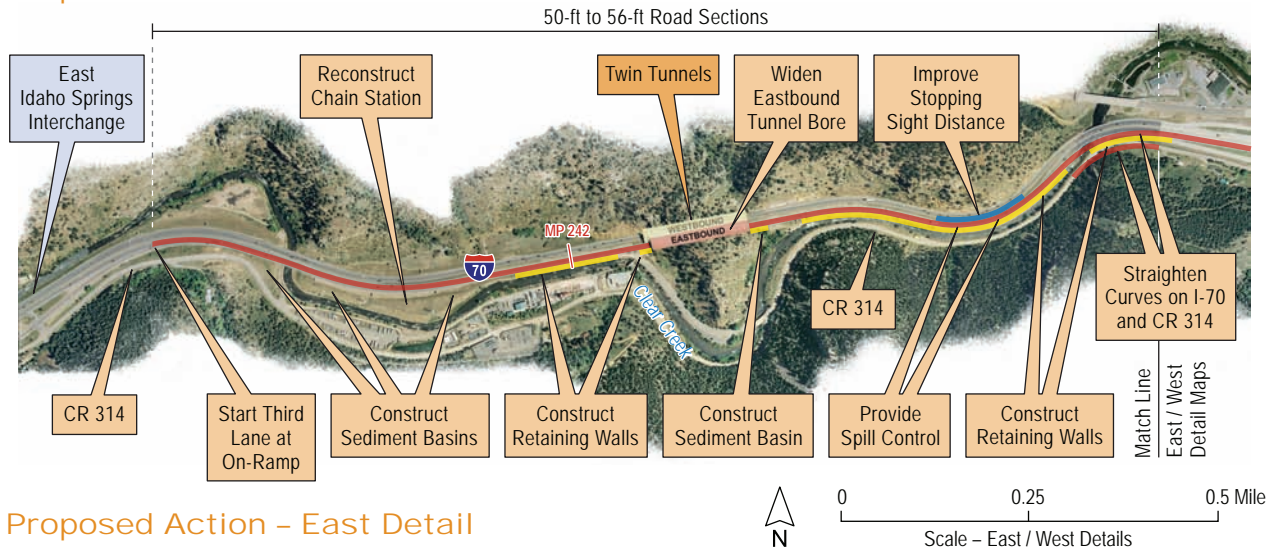 50-ft to 56-ft Road Sections
East
Idaho Springs
Interchange
Reconstruct
Chain Station
Twin Tunnels
Widen
Eastbound
Tunnel Bore
Improve
Stopping
Sight Distance
WESTBOUND
EASTBOUND
MP 242
70
Clear Creek
CR 314
Straighten
Curves on I-70
and CR 314
CR 314
Start Third
Lane at
On-Ramp
Construct
Sediment Basins
Construct
Retaining Walls
Construct
Sediment Basin
Provide
Spill Control
Construct
Retaining Walls
Match Line
East / West
Detail Maps
Proposed Action – East Detail
N
0 0.25 0.5 Mile
Scale – East / West Details